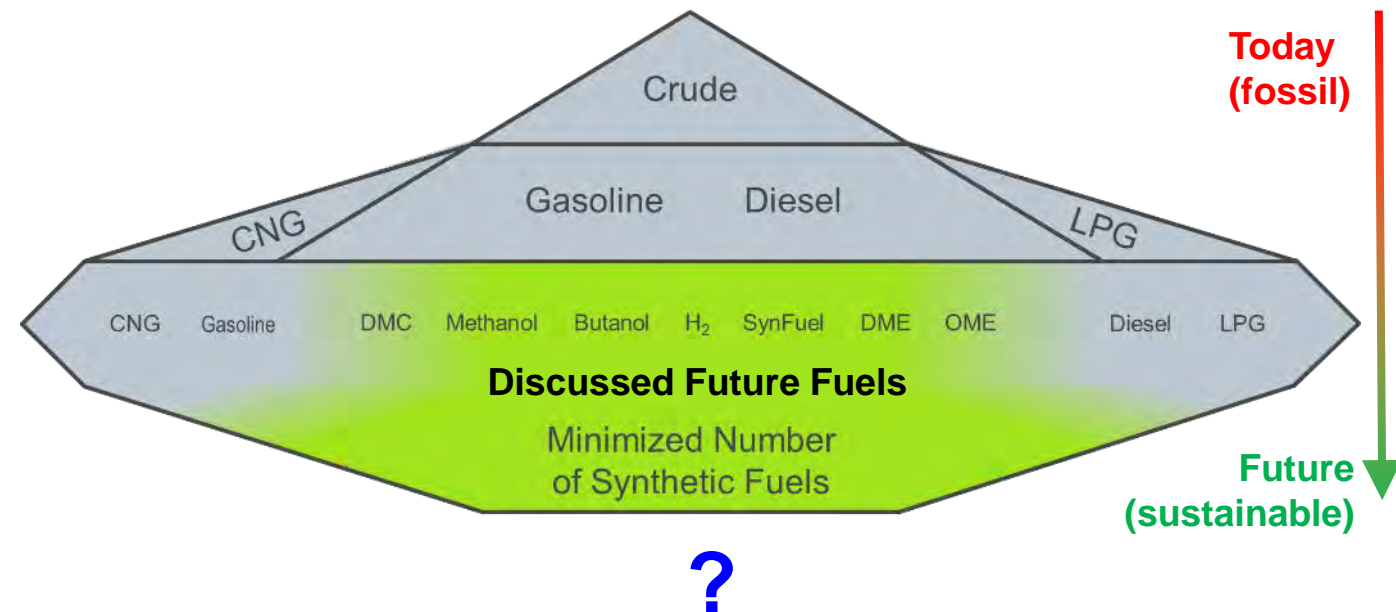 Today
(fossil)
Crude
Gasoline Diesel
CNG
LPG
CNG Gasoline DMC Methanol Butanol H₂ SynFuel DME OME Diesel LPG
Discussed Future Fuels
Minimized Number
of Synthetic Fuels
Future
(sustainable)
?